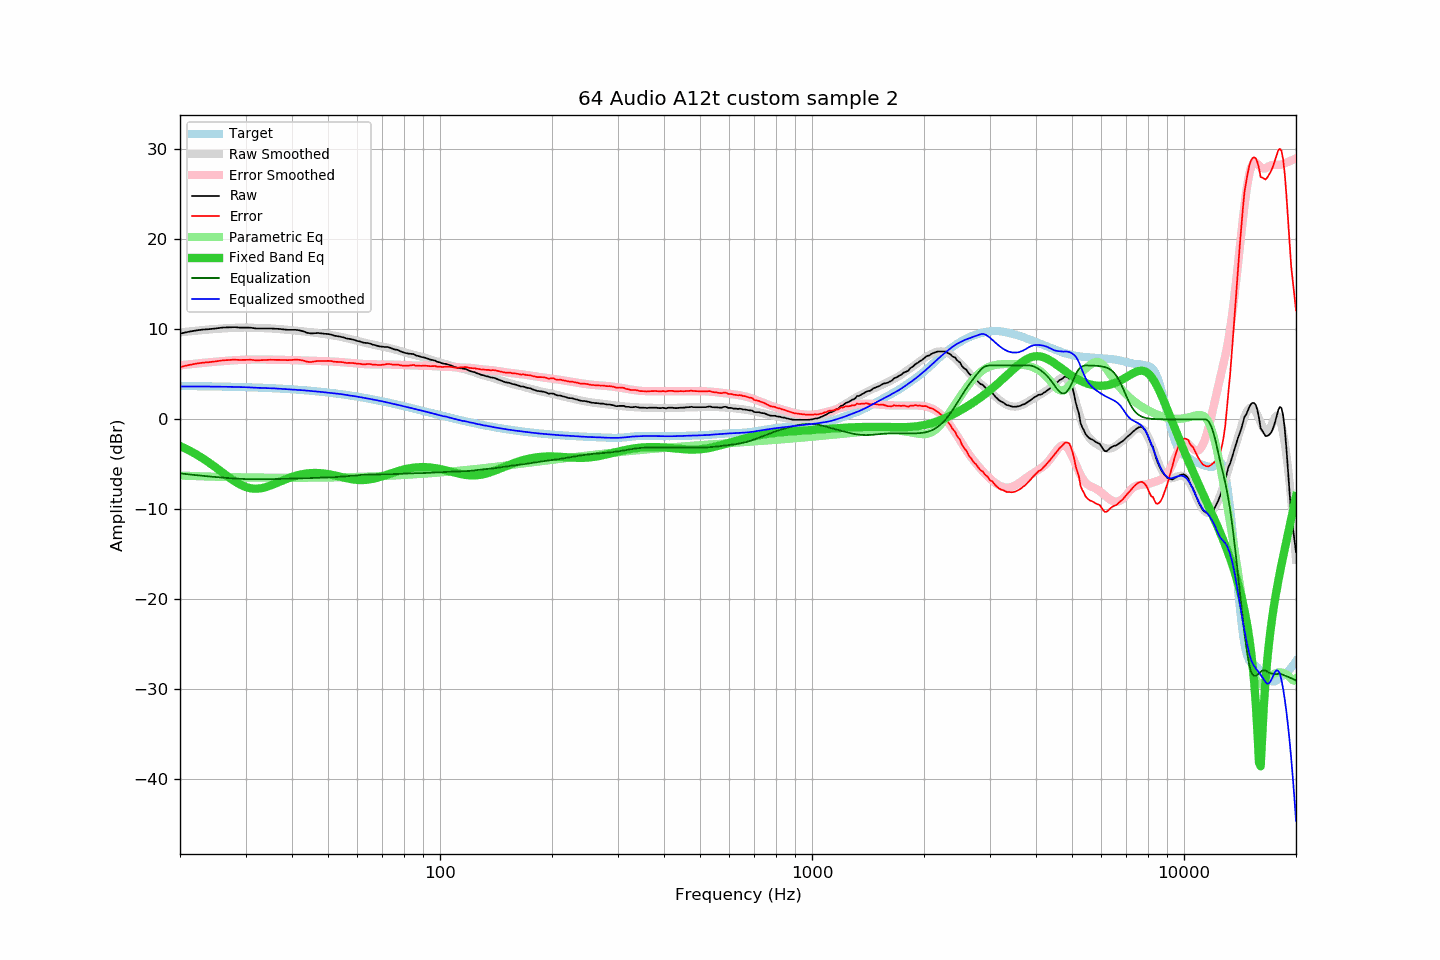 64 Audio A12t custom sample 2
Target
Raw Smoothed
Error Smoothed
Raw
Error
Parametric Eq
Fixed Band Eq
Equalization
Equalized smoothed
30
20
10
0
−10
−20
−30
−40
Amplitude (dBr)
100
1000
10000
Frequency (Hz)